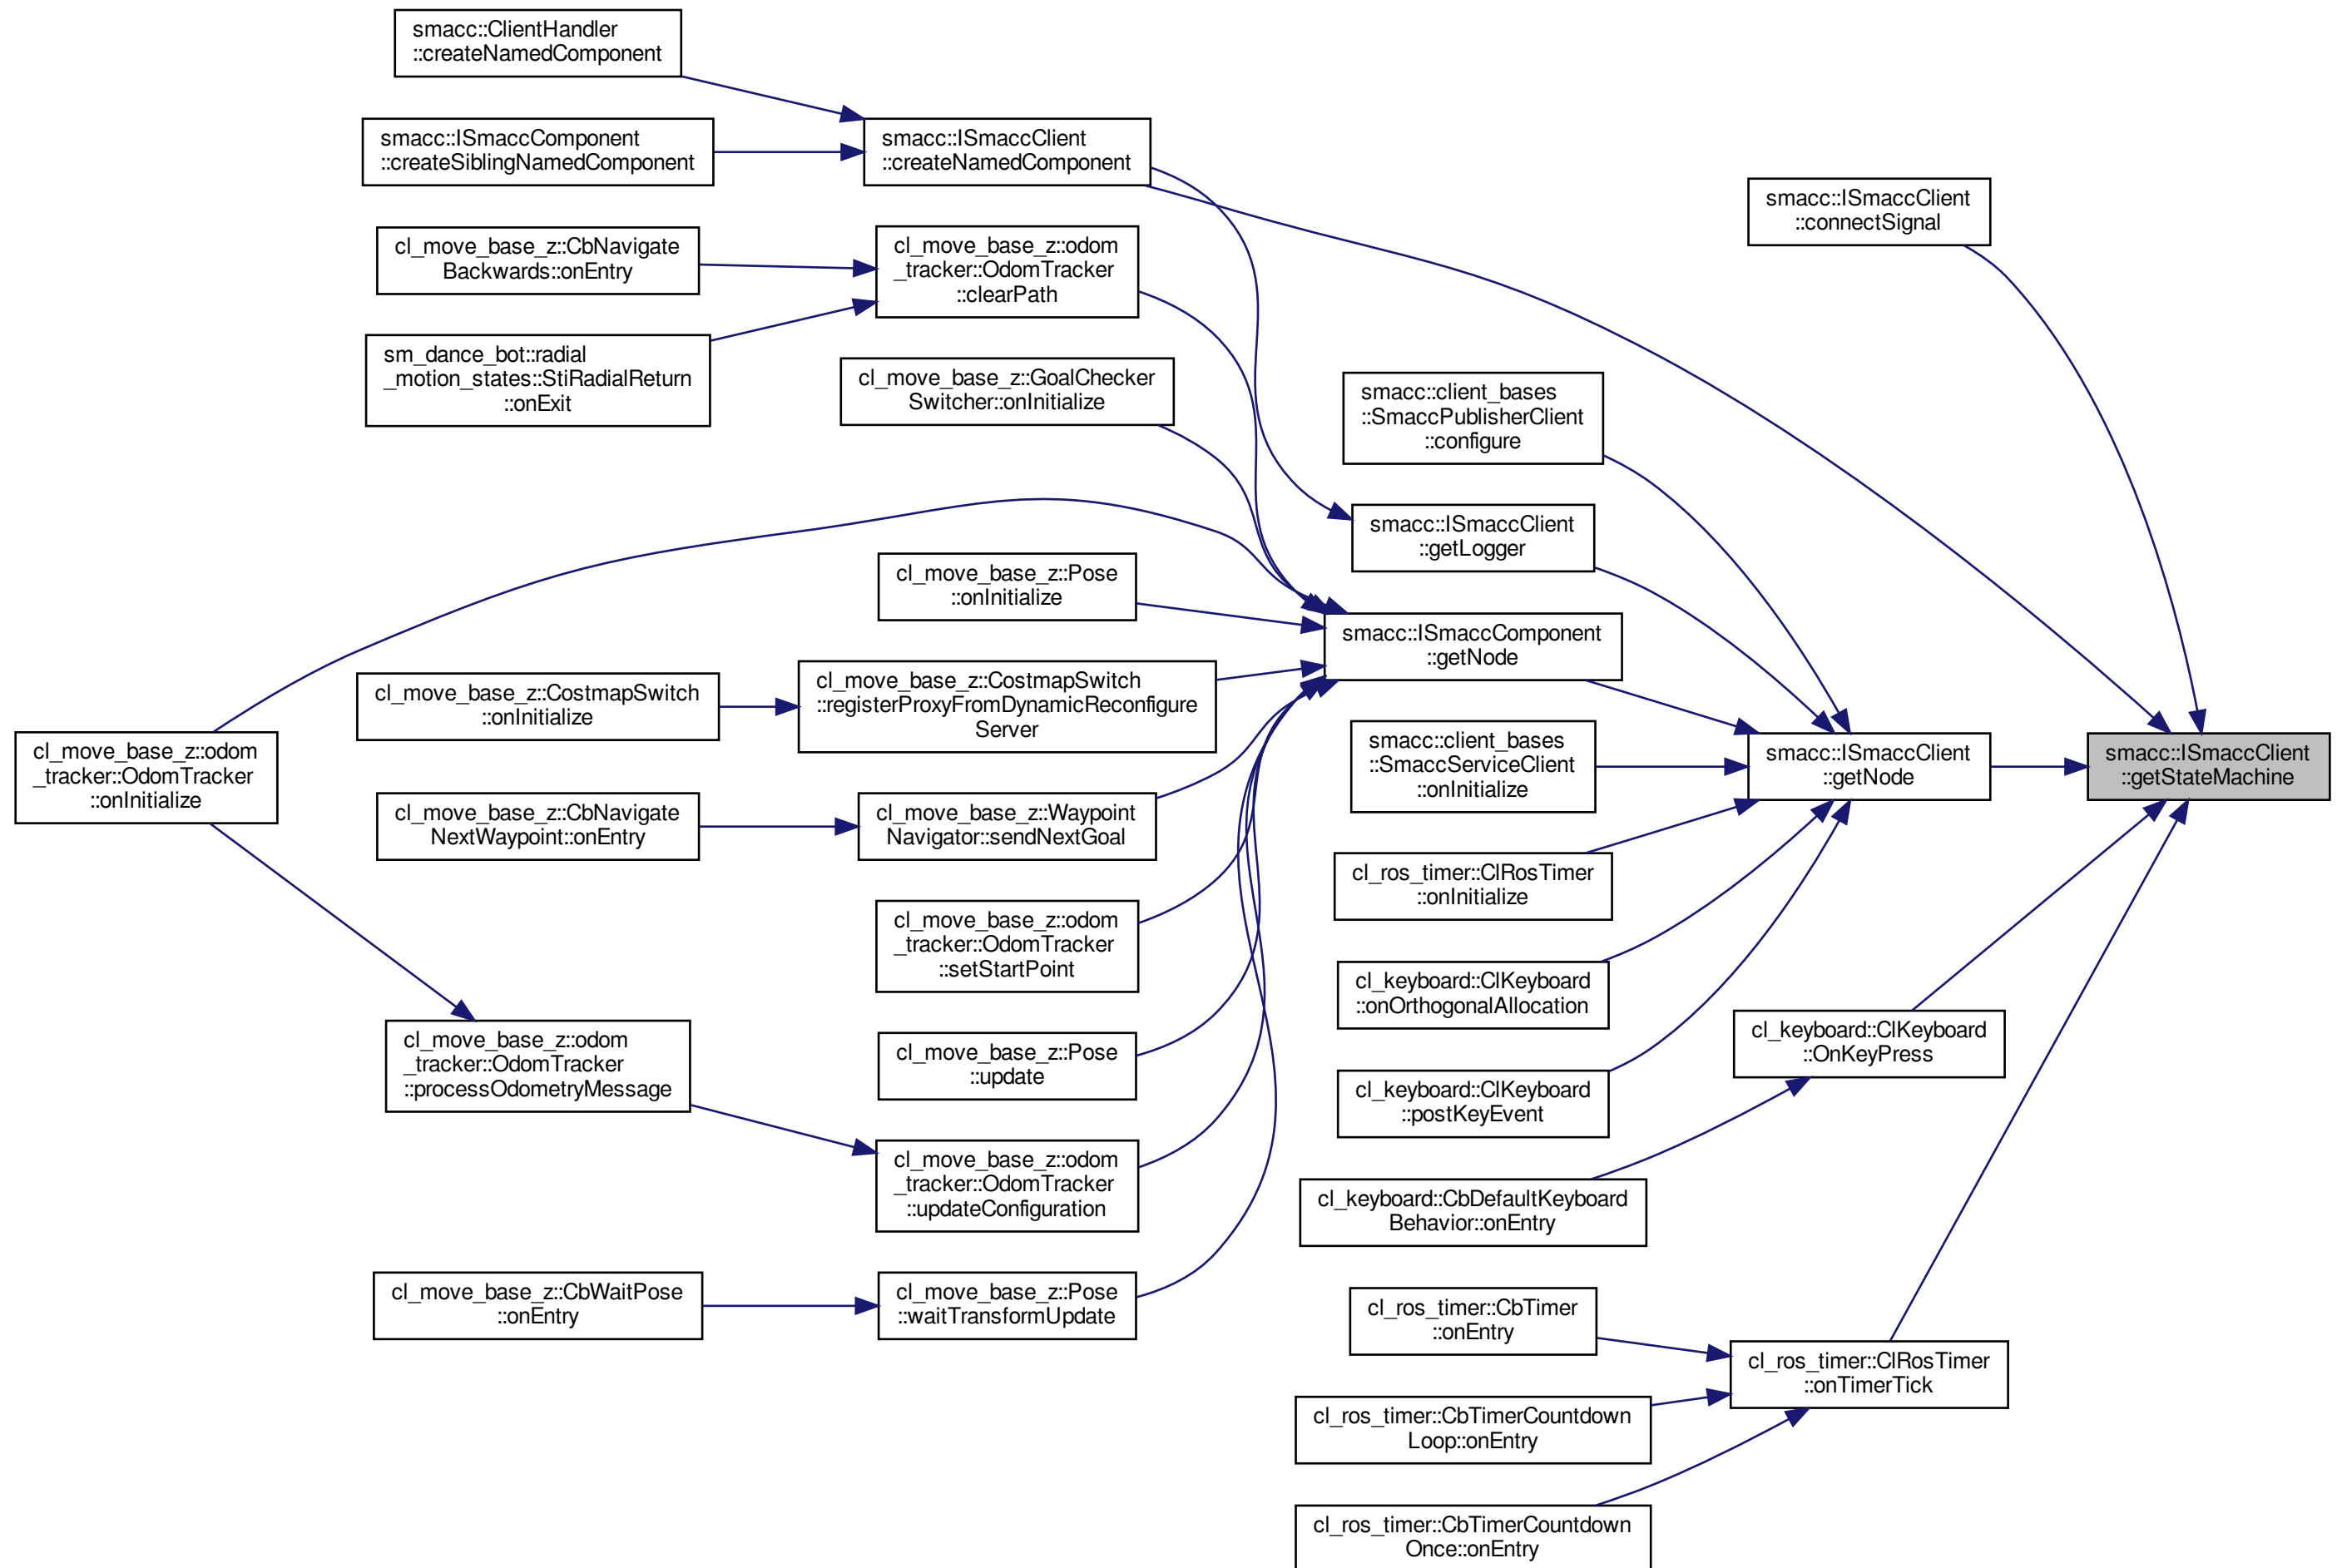 smacc::ClientHandler
::createNamedComponent
smacc::ISmaccComponent
::createSiblingNamedComponent
smacc::ISmaccClient
::createNamedComponent
smacc::ISmaccClient
::connectSignal
cl_move_base_z::CbNavigate
Backwards::onEntry
cl_move_base_z::odom
_tracker::OdomTracker
::clearPath
sm_dance_bot::radial
_motion_states::StiRadialReturn
::onExit
cl_move_base_z::GoalChecker
Switcher::onInitialize
smacc::client_bases
::SmaccPublisherClient
::configure
smacc::ISmaccClient
::getLogger
cl_move_base_z::Pose
::onInitialize
smacc::ISmaccComponent
::getNode
cl_move_base_z::CostmapSwitch
::onInitialize
cl_move_base_z::CostmapSwitch
::registerProxyFromDynamicReconfigure
Server
cl_move_base_z::odom
_tracker::OdomTracker
::onInitialize
smacc::client_bases
::SmaccServiceClient
::onInitialize
smacc::ISmaccClient
::getNode
smacc::ISmaccClient
::getStateMachine
cl_move_base_z::CbNavigate
NextWaypoint::onEntry
cl_move_base_z::Waypoint
Navigator::sendNextGoal
cl_ros_timer::ClRosTimer
::onInitialize
cl_move_base_z::odom
_tracker::OdomTracker
::setStartPoint
cl_keyboard::ClKeyboard
::onOrthogonalAllocation
cl_move_base_z::odom
_tracker::OdomTracker
::processOdometryMessage
cl_move_base_z::Pose
::update
cl_keyboard::ClKeyboard
::OnKeyPress
cl_keyboard::ClKeyboard
::postKeyEvent
cl_move_base_z::odom
_tracker::OdomTracker
::updateConfiguration
cl_keyboard::CbDefaultKeyboard
Behavior::onEntry
cl_move_base_z::CbWaitPose
::onEntry
cl_move_base_z::Pose
::waitTransformUpdate
cl_ros_timer::CbTimer
::onEntry
cl_ros_timer::ClRosTimer
::onTimerTick
cl_ros_timer::CbTimerCountdown
Loop::onEntry
cl_ros_timer::CbTimerCountdown
Once::onEntry